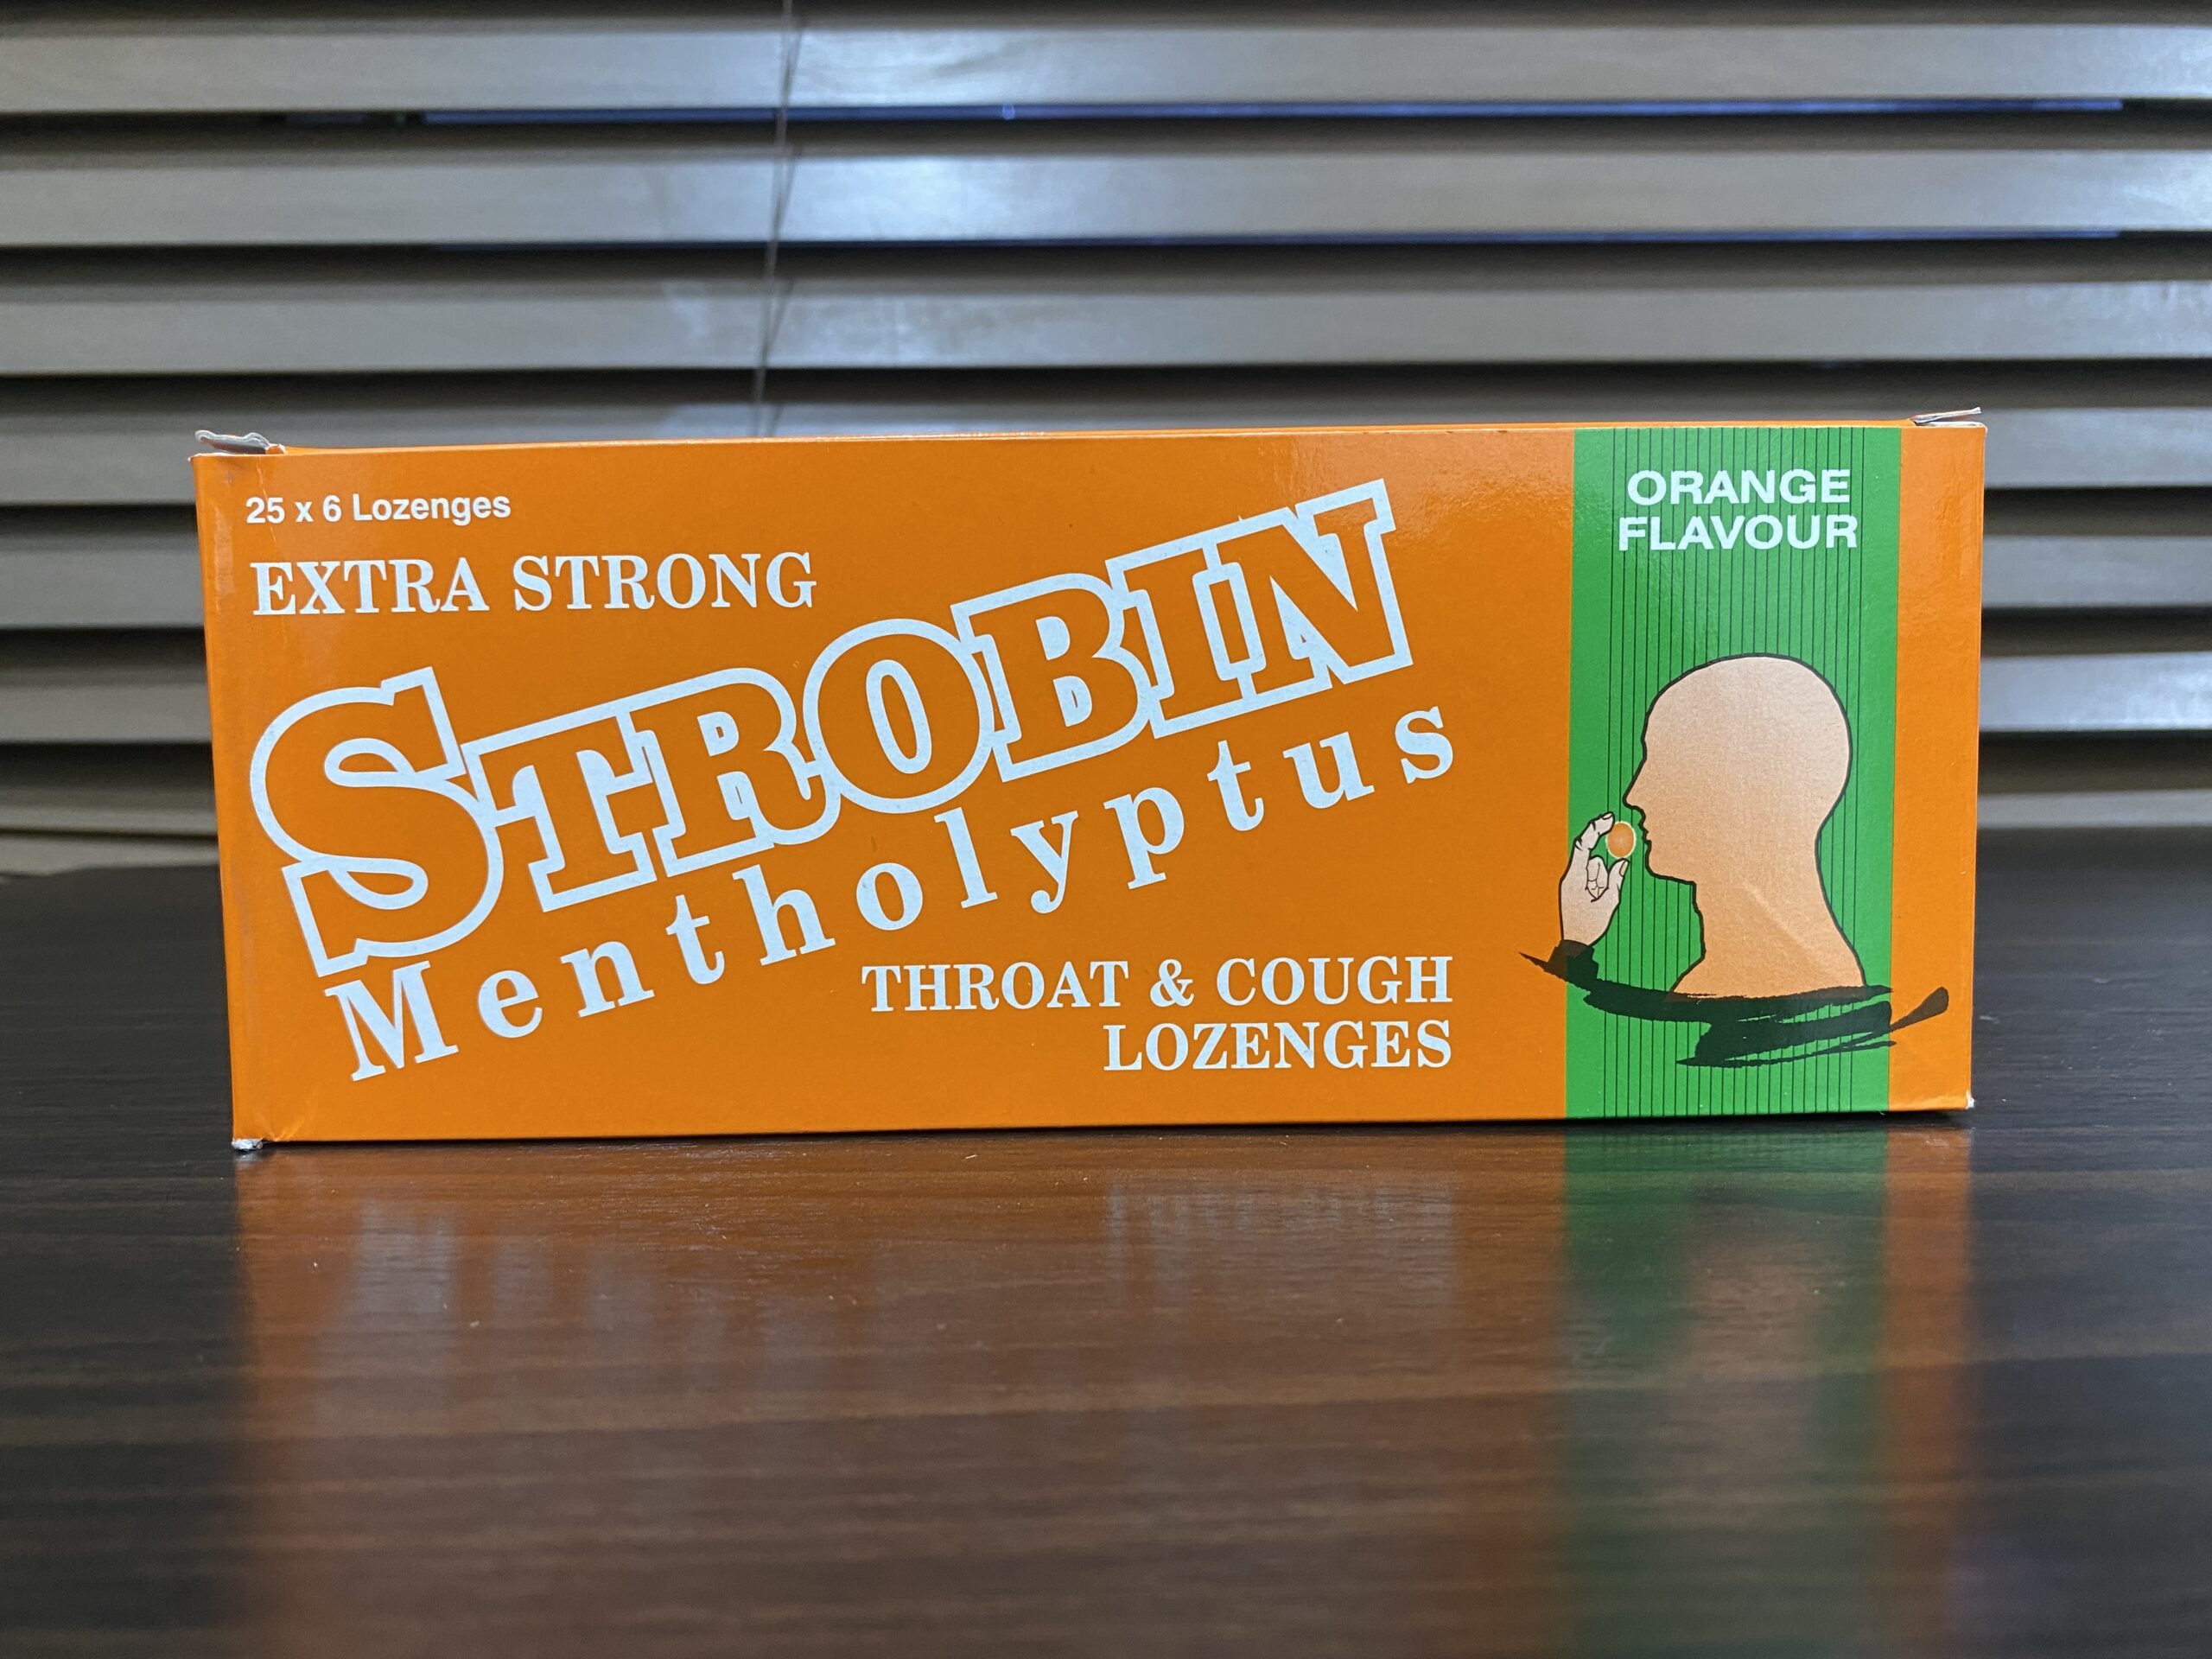 25 x 6 Lozenges
EXTRA STRONG
STROBIN
Mentholyptus
THROAT & COUGH
LOZENGES
ORANGE
FLAVOUR